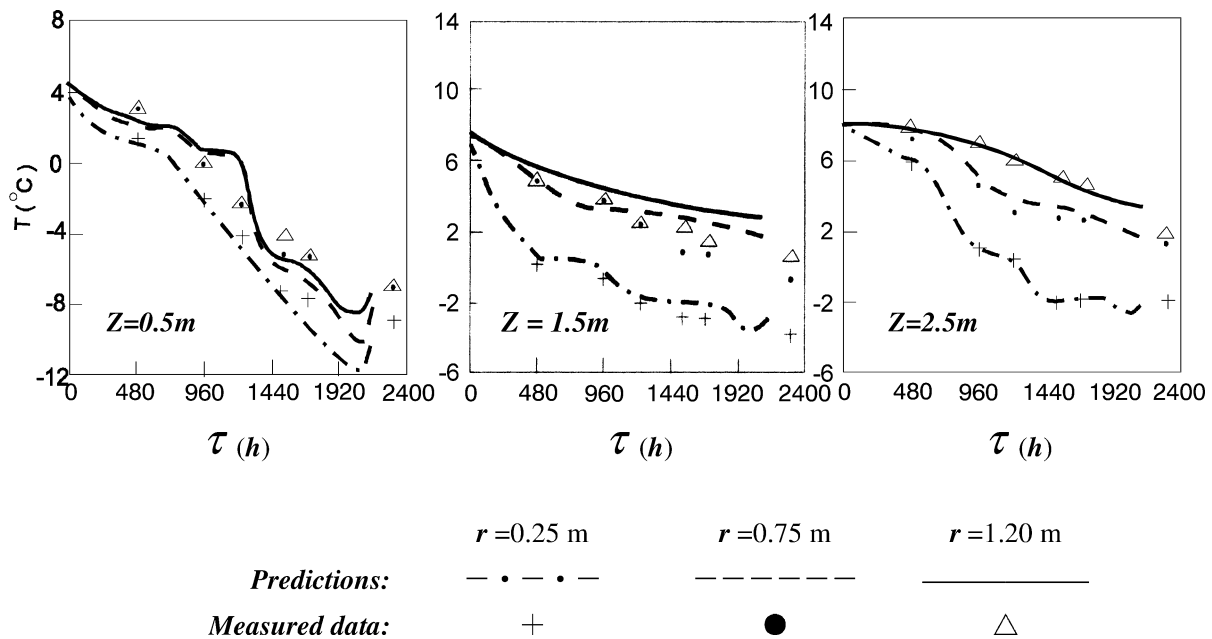 8
4
0
-4
-8
-12
T (°C)
Z=0.5m
0 480 960 1440 1920 2400
τ (h)
14
10
6
2
-2
-6
Z = 1.5m
0 480 960 1440 1920 2400
τ (h)
14
10
6
2
-2
-6
Z=2.5m
0 480 960 1440 1920 2400
τ (h)
r =0.25 m r =0.75 m r =1.20 m
Predictions:
Measured data: